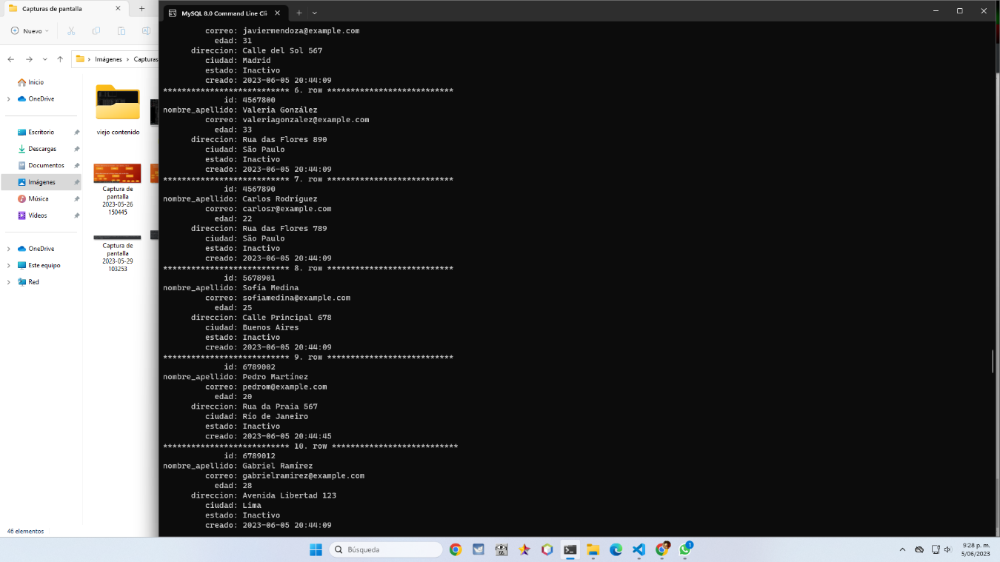 Capturas de pantalla
Nuevo
Imágenes
Capturas
Inicio
OneDrive
Escritorio
Descargas
Documentos
Imágenes
Música
Vídeos
OneDrive
Este equipo
Red
viejo contenido
Captura de
pantalla
2023-05-26
150445
Captura de
pantalla
2023-05-29
103253
46 elementos
MySQL 8.0 Command Line Cli
correo: javiermendoza@example.com
edad: 31
direccion: Calle del Sol 567
ciudad: Madrid
estado: Inactivo
creado: 2023-06-05 20:44:09
*************************** 6. row ***************************
id: 4567800
nombre_apellido: Valeria González
correo: valeriagonzalez@example.com
edad: 33
direccion: Rua das Flores 890
ciudad: São Paulo
estado: Inactivo
creado: 2023-06-05 20:44:09
*************************** 7. row ***************************
id: 4567890
nombre_apellido: Carlos Rodríguez
correo: carlosr@example.com
edad: 22
direccion: Rua das Flores 789
ciudad: São Paulo
estado: Inactivo
creado: 2023-06-05 20:44:09
*************************** 8. row ***************************
id: 5678901
nombre_apellido: Sofía Medina
correo: sofiamedina@example.com
edad: 25
direccion: Calle Principal 678
ciudad: Buenos Aires
estado: Inactivo
creado: 2023-06-05 20:44:09
*************************** 9. row ***************************
id: 6789002
nombre_apellido: Pedro Martínez
correo: pedrom@example.com
edad: 20
direccion: Rua da Praia 567
ciudad: Río de Janeiro
estado: Inactivo
creado: 2023-06-05 20:44:45
*************************** 10. row ***************************
id: 6789012
nombre_apellido: Gabriel Ramírez
correo: gabrielramirez@example.com
edad: 28
direccion: Avenida Libertad 123
ciudad: Lima
estado: Inactivo
creado: 2023-06-05 20:44:09
Búsqueda
1
9:28 p. m.
5/06/2023